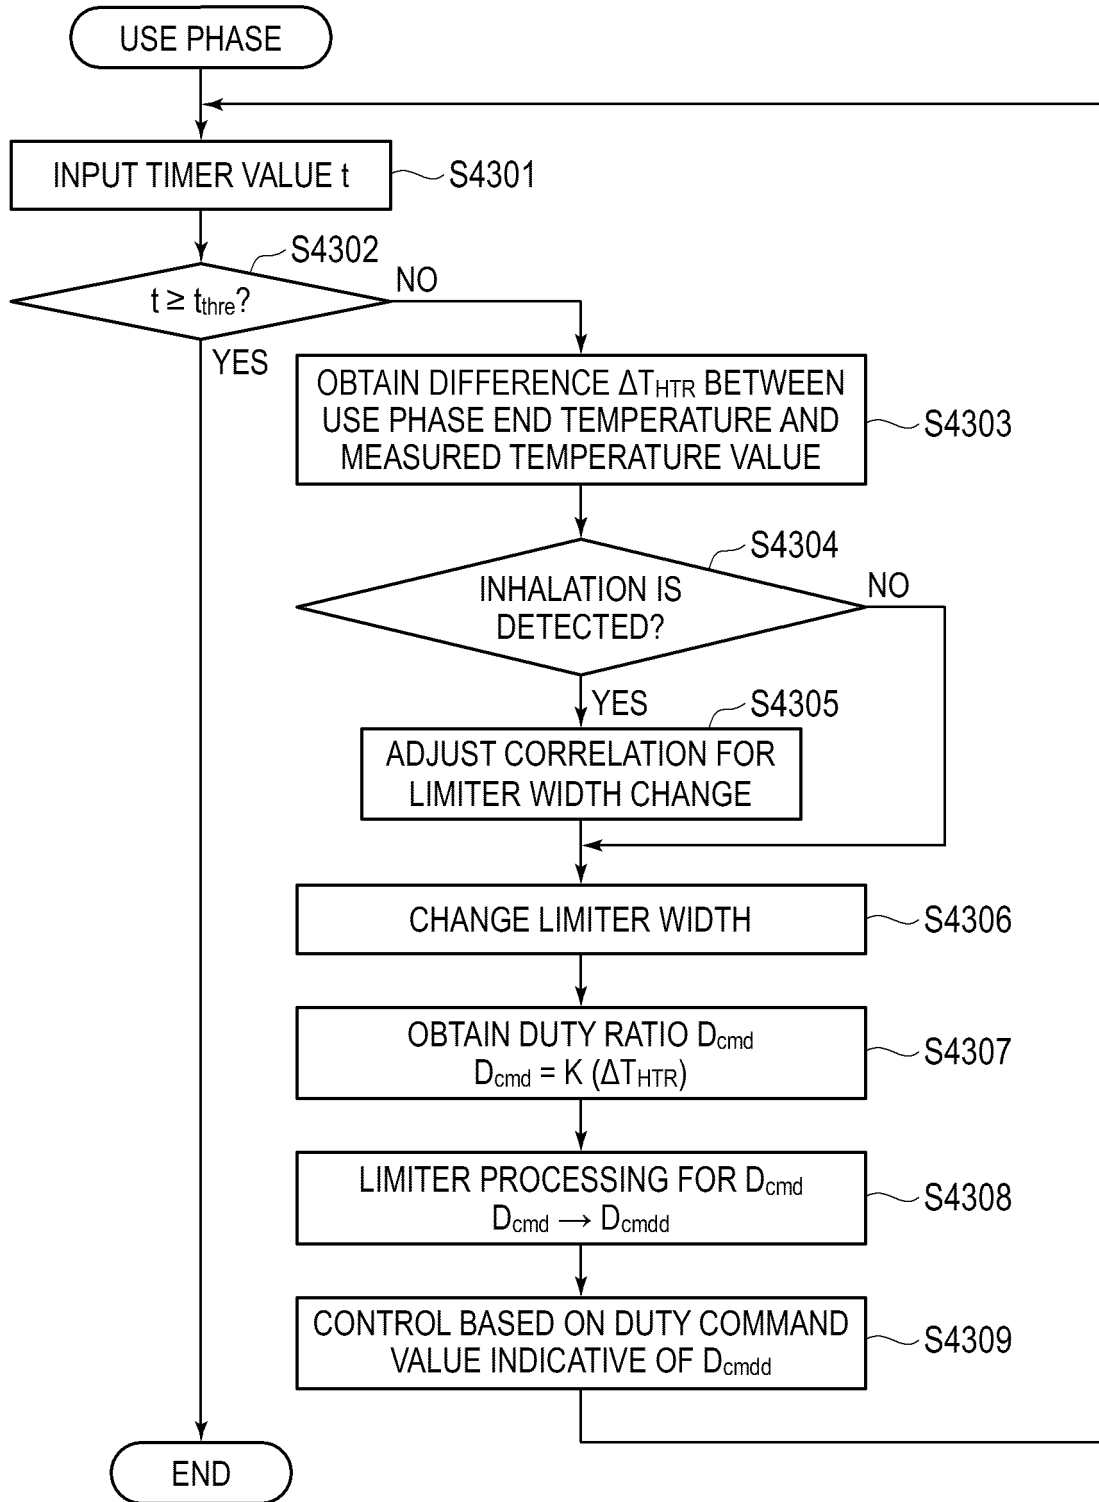 USE PHASE
INPUT TIMER VALUE t
S4301
S4302
t ≥ tthre?
NO
YES
OBTAIN DIFFERENCE ΔTHTR BETWEEN
USE PHASE END TEMPERATURE AND
MEASURED TEMPERATURE VALUE
S4303
S4304
INHALATION IS
DETECTED?
NO
YES
S4305
ADJUST CORRELATION FOR
LIMITER WIDTH CHANGE
CHANGE LIMITER WIDTH
S4306
OBTAIN DUTY RATIO Dcmd
Dcmd = K (ΔTHTR)
S4307
LIMITER PROCESSING FOR Dcmd
Dcmd → Dcmdd
S4308
CONTROL BASED ON DUTY COMMAND
VALUE INDICATIVE OF Dcmdd
S4309
END